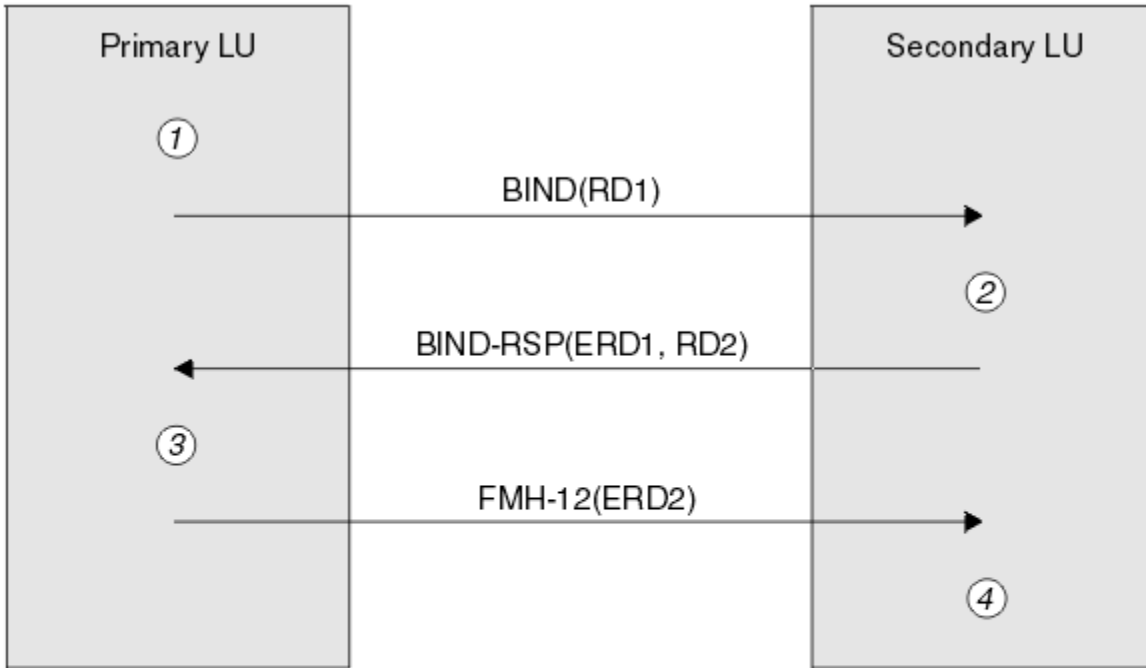 Primary LU
Secondary LU
1
BIND(RD1)
2
BIND-RSP(ERD1, RD2)
3
FMH-12(ERD2)
4